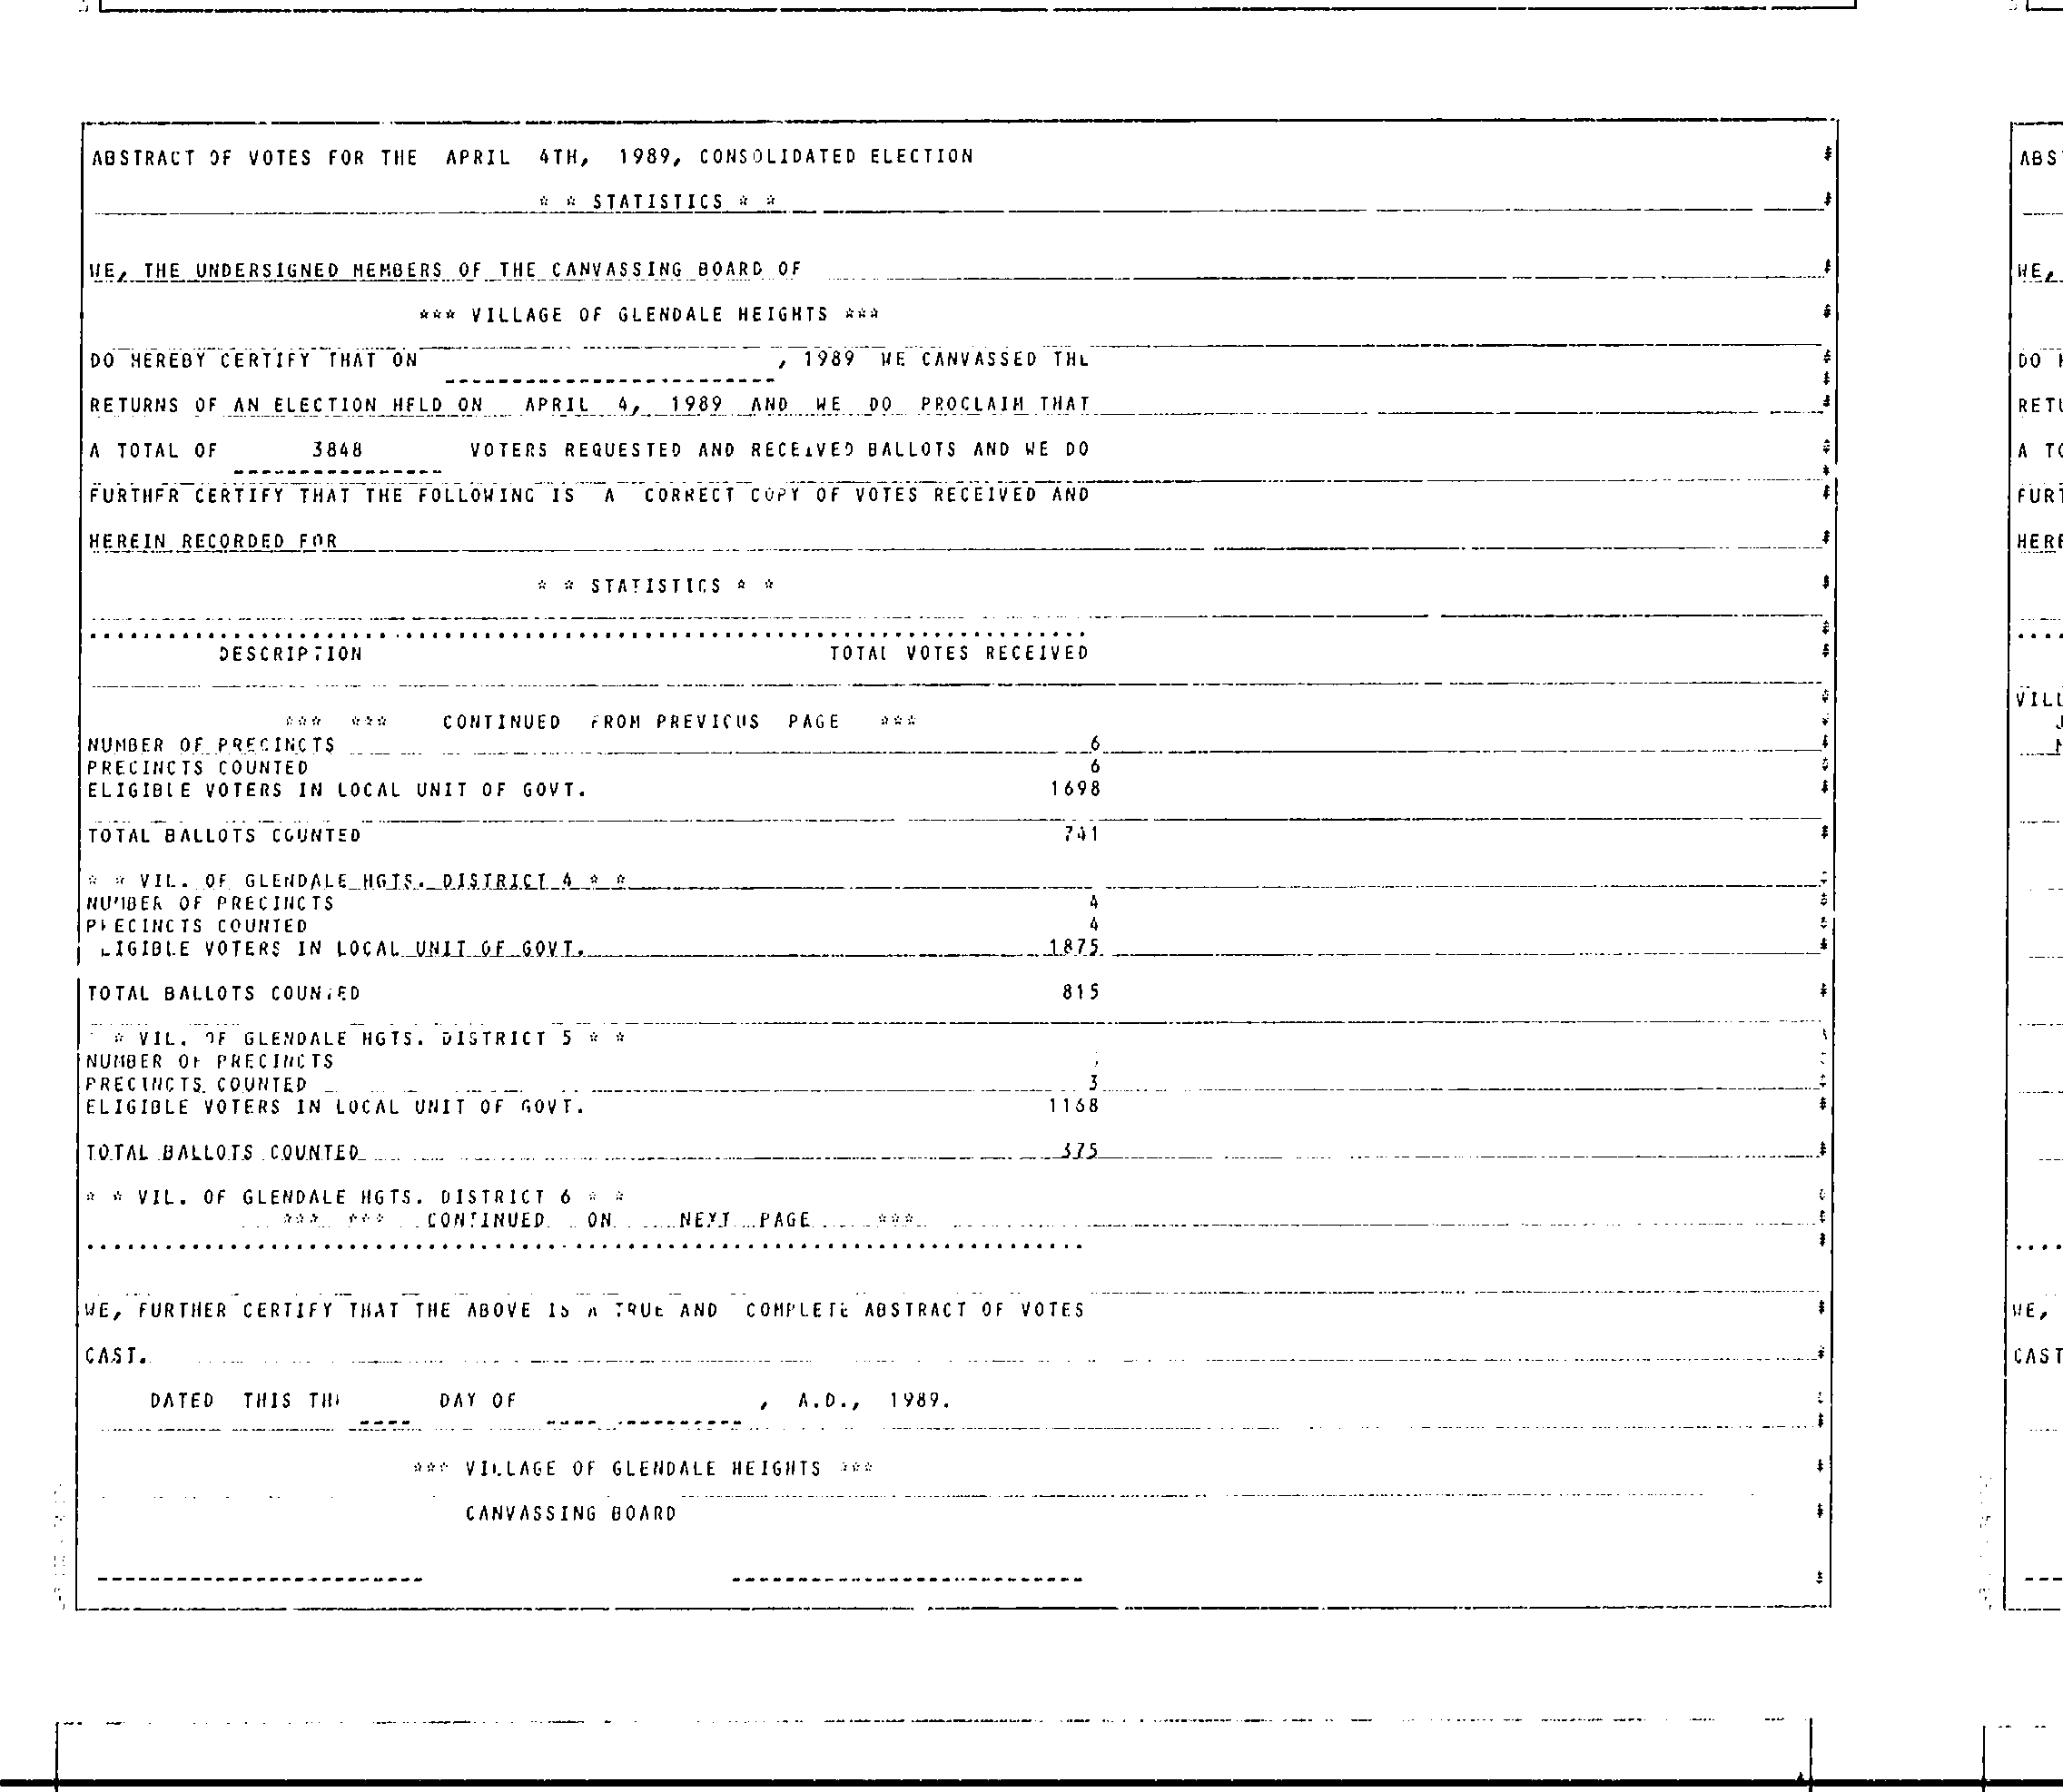 ABSTRACT OF VOTES FOR THE APRIL 4TH, 1989, CONSOLIDATED ELECTION
* * STATISTICS * *
WE, THE UNDERSIGNED MEMBERS OF THE CANVASSING BOARD OF
*** VILLAGE OF GLENDALE HEIGHTS ***
DO HEREBY CERTIFY THAT ON , 1989 WE CANVASSED THE
RETURNS OF AN ELECTION HELD ON APRIL 4, 1989 AND WE DO PROCLAIM THAT
A TOTAL OF 3848 VOTERS REQUESTED AND RECEIVED BALLOTS AND WE DO
FURTHER CERTIFY THAT THE FOLLOWING IS A CORRECT COPY OF VOTES RECEIVED AND
HEREIN RECORDED FOR
* * STATISTICS * *
DESCRIPTION TOTAL VOTES RECEIVED
*** *** CONTINUED FROM PREVIOUS PAGE ***
NUMBER OF PRECINCTS 6
PRECINCTS COUNTED 6
ELIGIBLE VOTERS IN LOCAL UNIT OF GOVT. 1698
TOTAL BALLOTS COUNTED 741
* * VIL. OF GLENDALE HGTS. DISTRICT 4 * *
NUMBER OF PRECINCTS 4
PRECINCTS COUNTED 4
ELIGIBLE VOTERS IN LOCAL UNIT OF GOVT. 1875
TOTAL BALLOTS COUNTED 815
* VIL. OF GLENDALE HGTS. DISTRICT 5 * *
NUMBER OF PRECINCTS
PRECINCTS COUNTED 3
ELIGIBLE VOTERS IN LOCAL UNIT OF GOVT. 1168
TOTAL BALLOTS COUNTED 375
* * VIL. OF GLENDALE HGTS. DISTRICT 6 * *
*** *** CONTINUED ON NEXT PAGE ***
WE, FURTHER CERTIFY THAT THE ABOVE IS A TRUE AND COMPLETE ABSTRACT OF VOTES
CAST.
DATED THIS THE DAY OF , A.D., 1989.
*** VILLAGE OF GLENDALE HEIGHTS ***
CANVASSING BOARD
ABS
WE,
DO
RETU
A TO
FURT
HERE
VILL
WE,
CAST